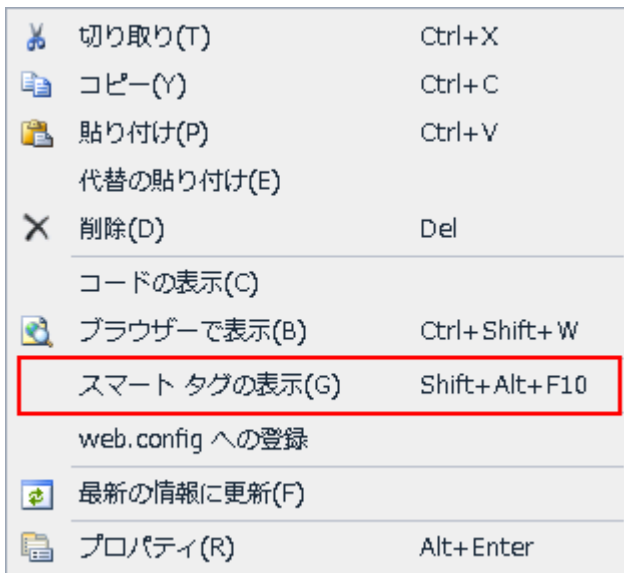 切り取り(T) Ctrl+X
コピー(Y) Ctrl+C
貼り付け(P) Ctrl+V
代替の貼り付け(E)
削除(D) Del
コードの表示(C)
ブラウザーで表示(B) Ctrl+Shift+W
スマート タグの表示(G) Shift+Alt+F10
web.config への登録
最新の情報に更新(F)
プロパティ(R) Alt+Enter